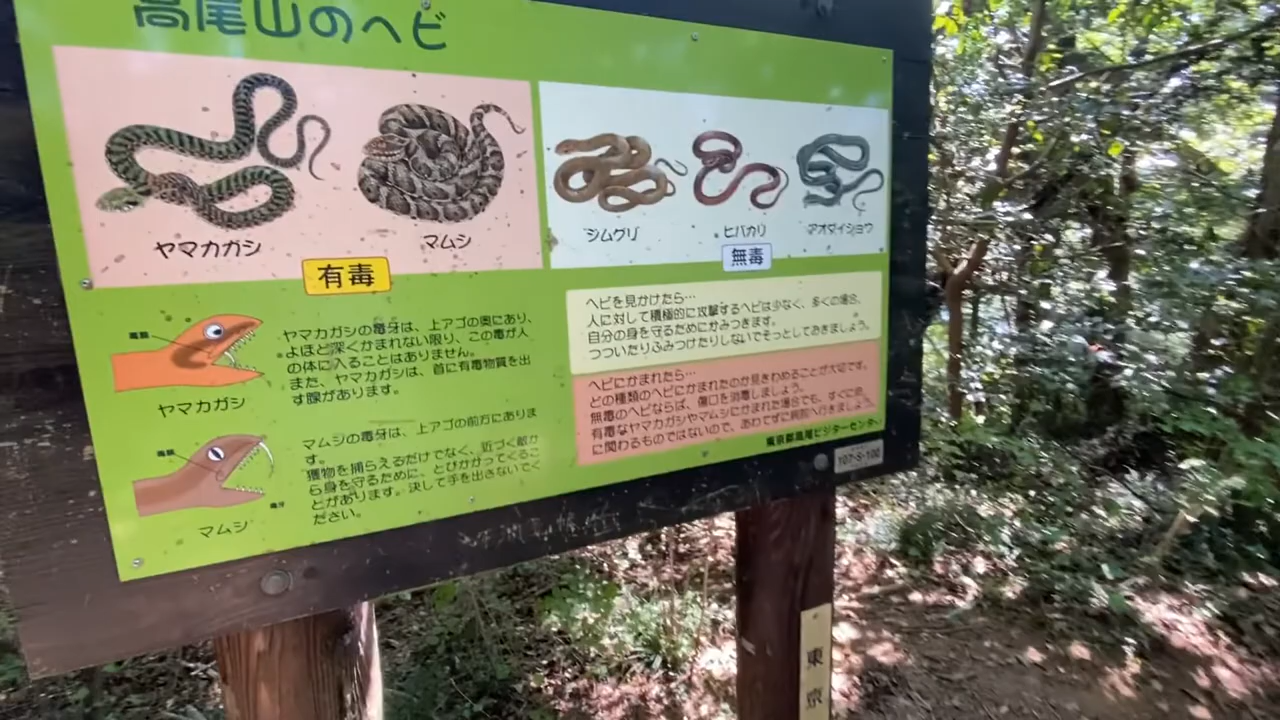 高尾山のヘビ
ヤマカガシ
マムシ
有毒
ジムグリ
ヒバカリ
アオダイショウ
無毒
毒腺
ヤマカガシ
ヤマカガシの毒牙は、上アゴの奥にあり、
よほど深くかまれない限り、この毒が人
の体に入ることはありません。
また、ヤマカガシは、首に有毒物質を出
す腺があります。
毒腺
毒牙
マムシ
マムシの毒牙は、上アゴの前方にありま
す。
獲物を捕らえるだけでなく、近づく敵か
ら身を守るために、とびかかってくるこ
とがあります。決して手を出さないでく
ださい。
ヘビを見かけたら…
人に対して積極的に攻撃するヘビは少なく、多くの場合、
自分の身を守るためにかみつきます。
つついたりふみつけたりしないでそっとしておきましょう。
ヘビにかまれたら…
どの種類のヘビにかまれたのか見きわめることが大切です。
無毒のヘビならば、傷口を消毒しましょう。
有毒なヤマカガシやマムシにかまれた場合でも、すぐに命
に関わるものではないので、あわてずに病院へ行きましょう。
東京都高尾ビジターセンター
107-S-100
東京